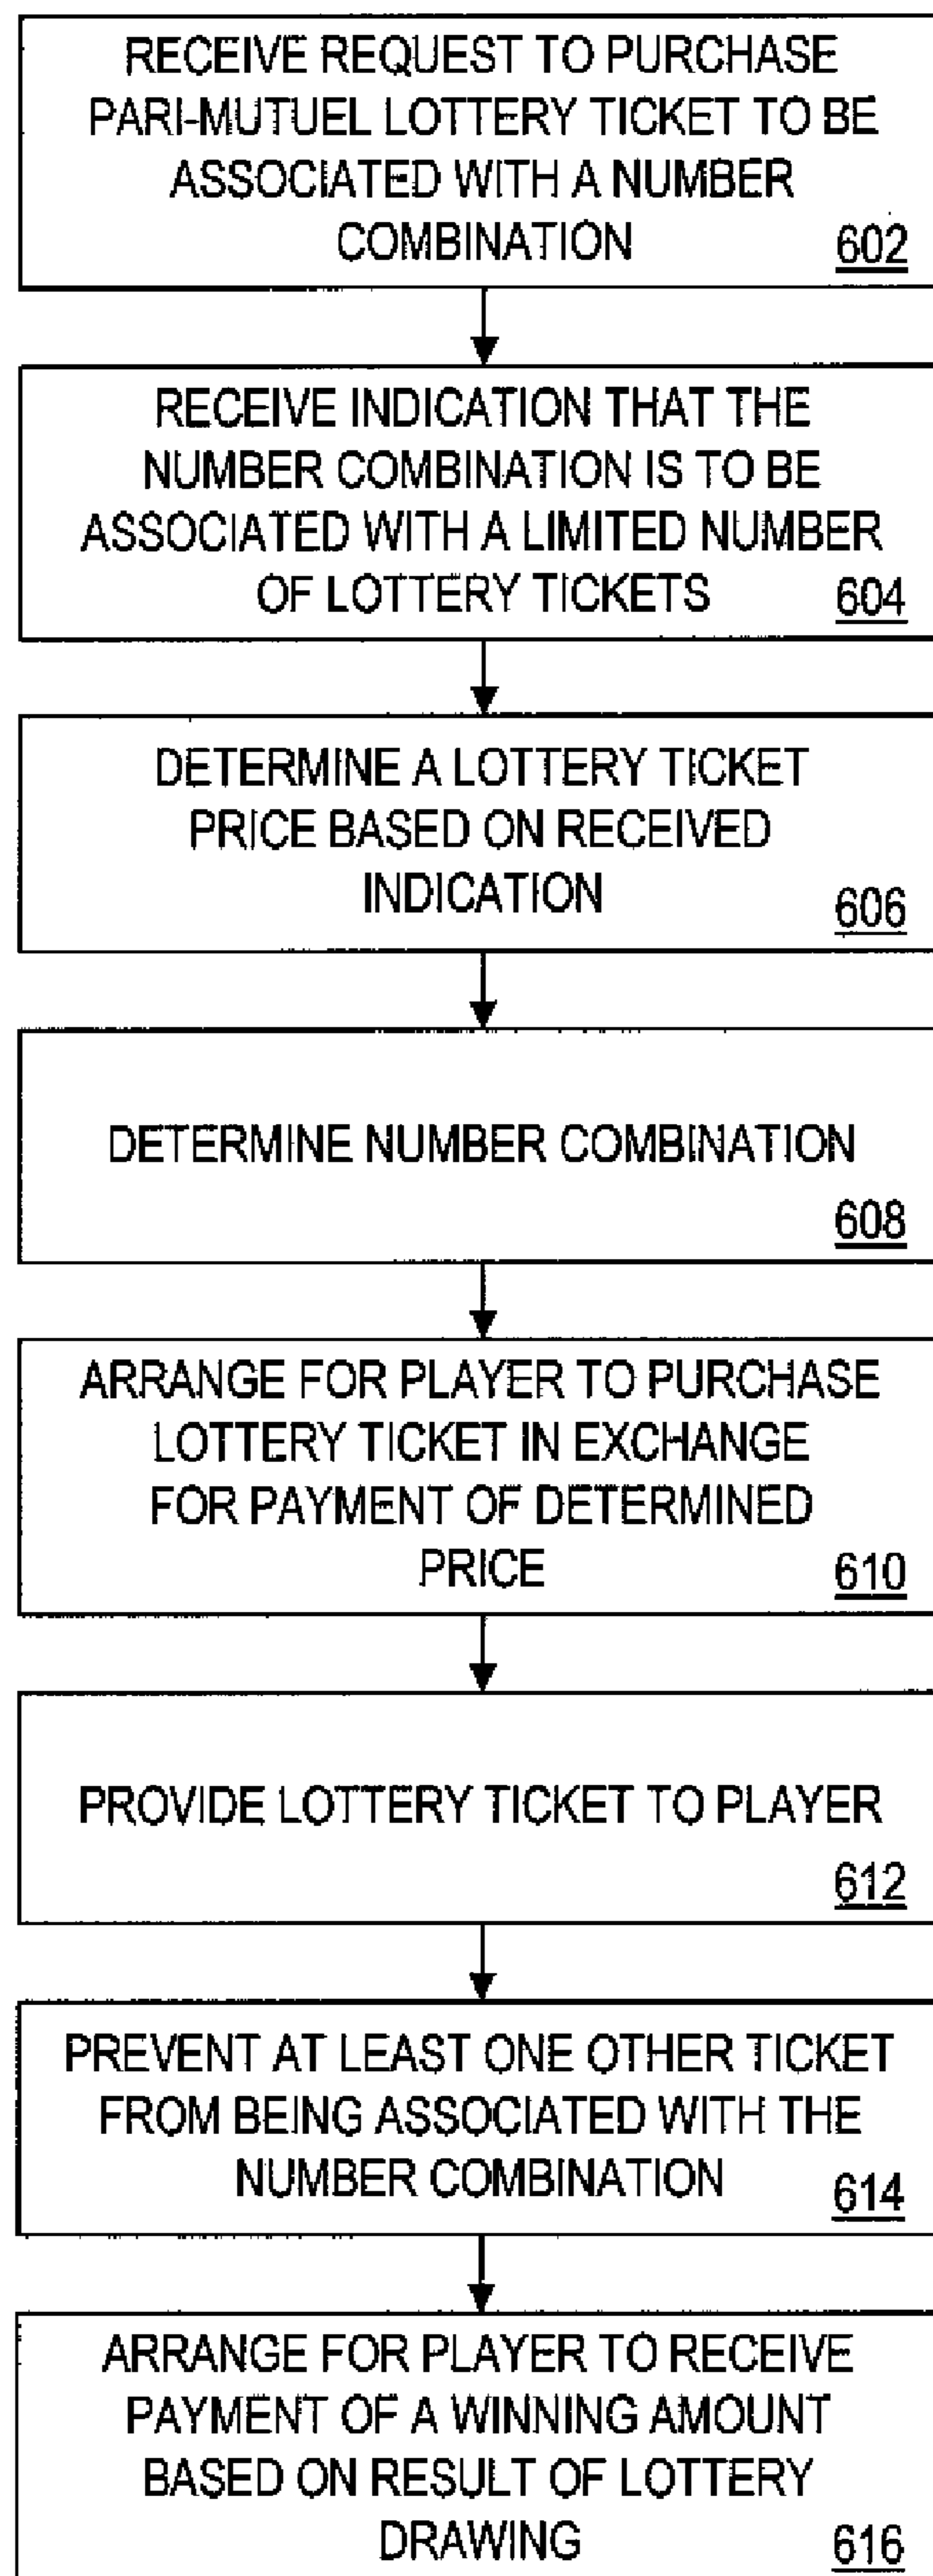 RECEIVE REQUEST TO PURCHASE
PARI-MUTUEL LOTTERY TICKET TO BE
ASSOCIATED WITH A NUMBER
COMBINATION 602
RECEIVE INDICATION THAT THE
NUMBER COMBINATION IS TO BE
ASSOCIATED WITH A LIMITED NUMBER
OF LOTTERY TICKETS 604
DETERMINE A LOTTERY TICKET
PRICE BASED ON RECEIVED
INDICATION 606
DETERMINE NUMBER COMBINATION
608
ARRANGE FOR PLAYER TO PURCHASE
LOTTERY TICKET IN EXCHANGE
FOR PAYMENT OF DETERMINED
PRICE 610
PROVIDE LOTTERY TICKET TO PLAYER
612
PREVENT AT LEAST ONE OTHER TICKET
FROM BEING ASSOCIATED WITH THE
NUMBER COMBINATION 614
ARRANGE FOR PLAYER TO RECEIVE
PAYMENT OF A WINNING AMOUNT
BASED ON RESULT OF LOTTERY
DRAWING 616